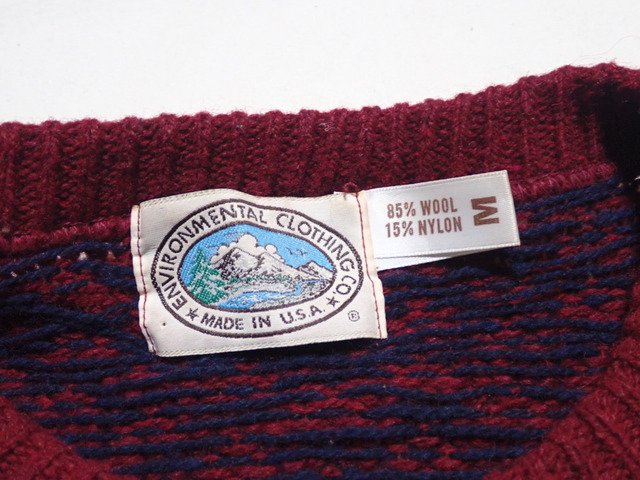 ENVIRONMENTAL CLOTHING CO.
★ MADE IN U.S.A. ★
®
85% WOOL
15% NYLON
M